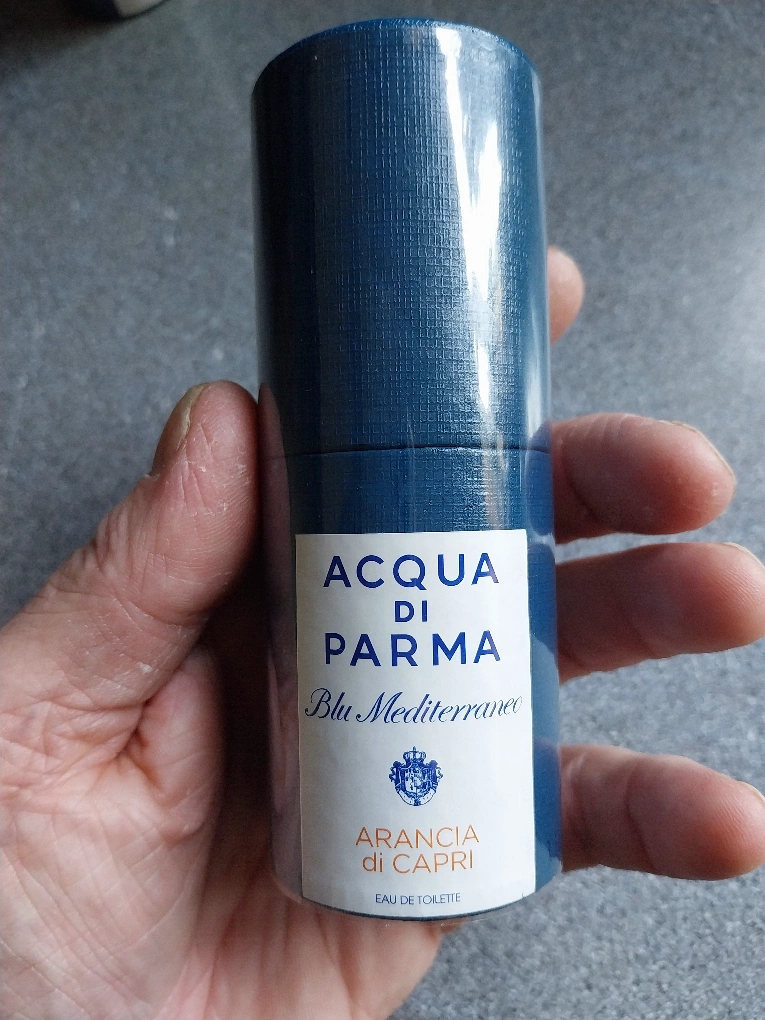 ACQUA
DI
PARMA
Blu Mediterraneo
ARANCIA
di CAPRI
EAU DE TOILETTE